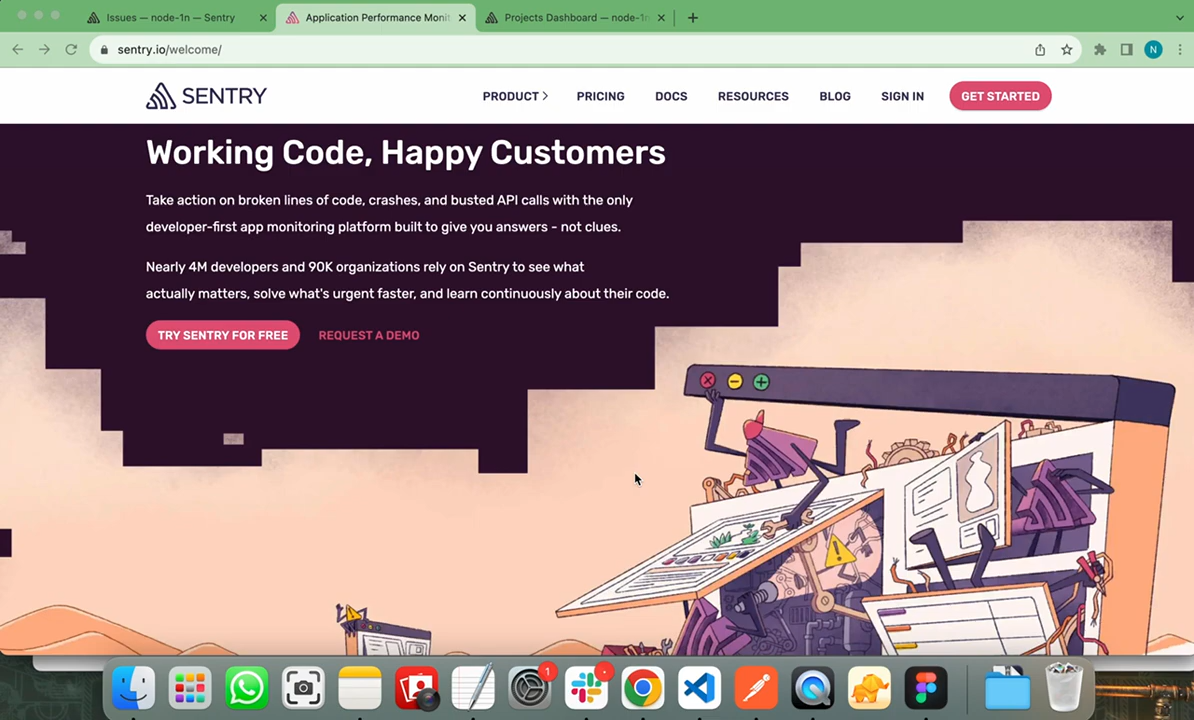 Issues — node-1n — Sentry
Application Performance Monit
Projects Dashboard — node-1n
sentry.io/welcome/
N
SENTRY
PRODUCT
PRICING
DOCS
RESOURCES
BLOG
SIGN IN
GET STARTED
Working Code, Happy Customers
Take action on broken lines of code, crashes, and busted API calls with the only
developer-first app monitoring platform built to give you answers - not clues.
Nearly 4M developers and 90K organizations rely on Sentry to see what
actually matters, solve what's urgent faster, and learn continuously about their code.
TRY SENTRY FOR FREE
REQUEST A DEMO
1